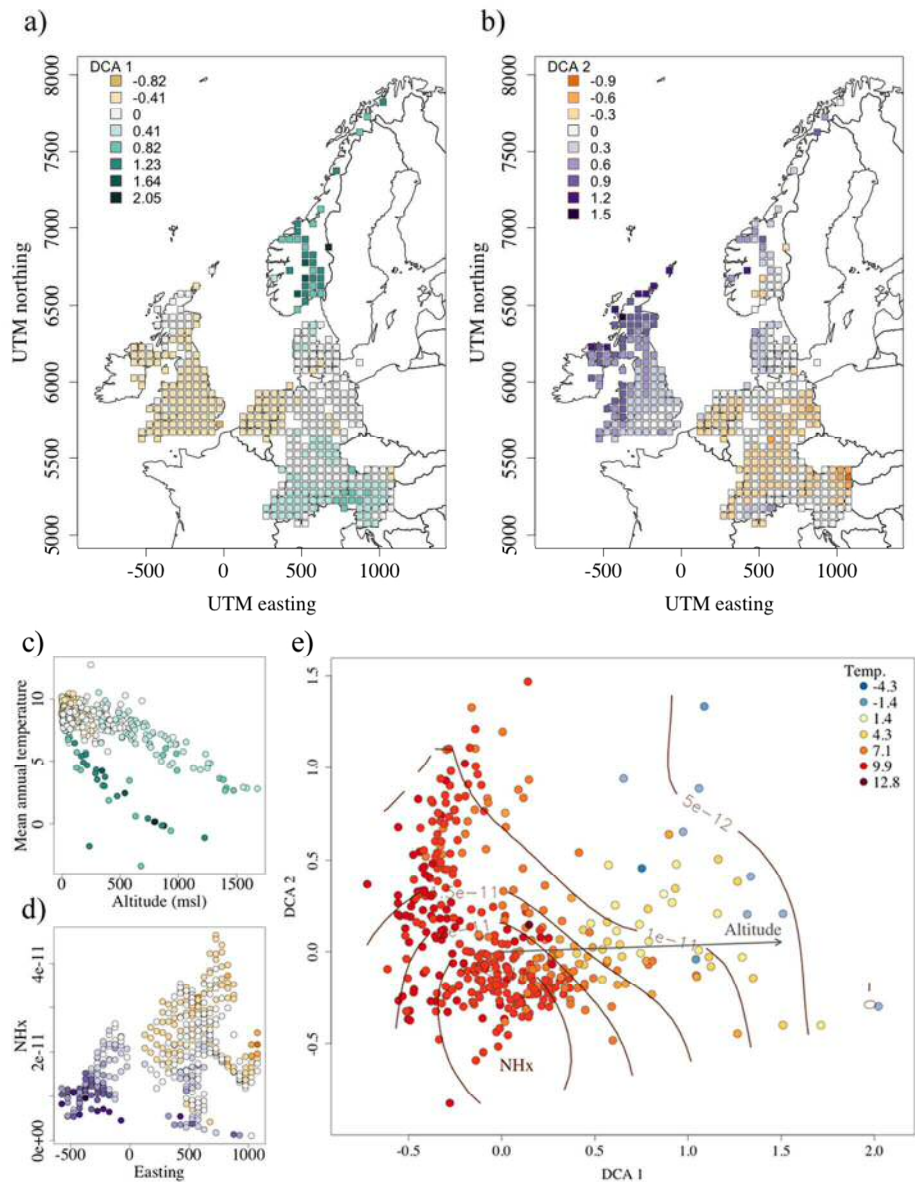 a)
b)
DCA 1
-0.82
-0.41
0
0.41
0.82
1.23
1.64
2.05
DCA 2
-0.9
-0.6
-0.3
0
0.3
0.6
0.9
1.2
1.5
UTM northing
8000
7500
7000
6500
6000
5500
5000
-500 0 500 1000
UTM easting
UTM northing
8000
7500
7000
6500
6000
5500
5000
-500 0 500 1000
UTM easting
c)
Mean annual temperature
10
5
0
0 500 1000 1500
Altitude (msl)
d)
NHx
4e-11
2e-11
0e+00
-500 0 500 1000
Easting
e)
DCA 2
1.5
1.0
0.5
0.0
-0.5
Temp.
-4.3
-1.4
1.4
4.3
7.1
9.9
12.8
5e-12
1e-11
Altitude
NHx
-0.5 0.0 0.5 1.0 1.5 2.0
DCA 1